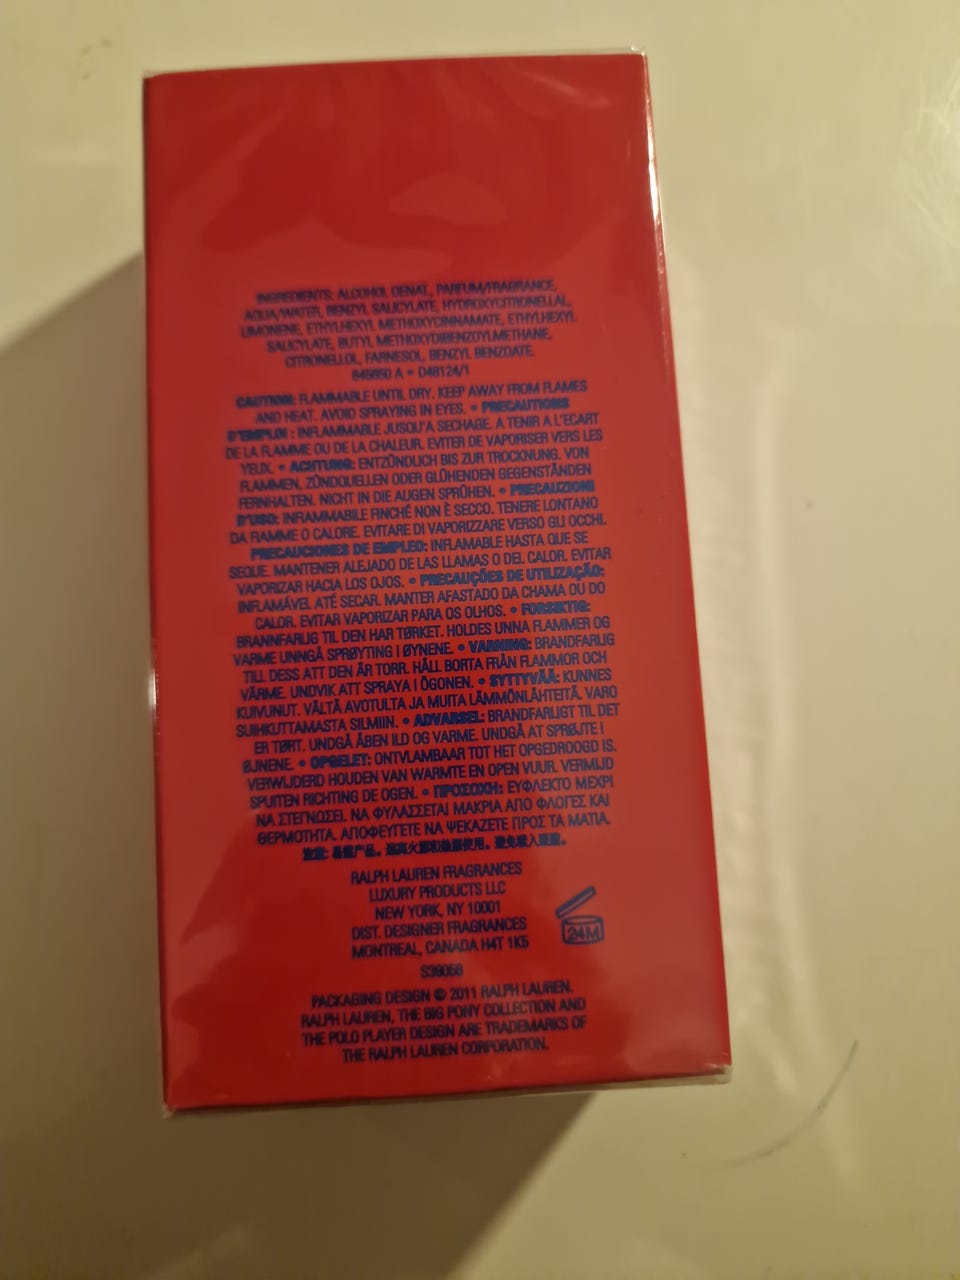 INGREDIENTS: ALCOHOL DENAT., PARFUM/FRAGRANCE,
AQUA/WATER, BENZYL SALICYLATE, HYDROXYCITRONELLAL,
LIMONENE, ETHYLHEXYL METHOXYCINNAMATE, ETHYLHEXYL
SALICYLATE, BUTYL METHOXYDIBENZOYLMETHANE,
CITRONELLOL, FARNESOL, BENZYL BENZOATE.
645650 A • D48124/1
CAUTION: FLAMMABLE UNTIL DRY. KEEP AWAY FROM FLAMES
AND HEAT. AVOID SPRAYING IN EYES. • PRECAUTIONS
D'EMPLOI : INFLAMMABLE JUSQU'A SECHAGE. A TENIR A L'ECART
DE LA FLAMME OU DE LA CHALEUR. EVITER DE VAPORISER VERS LES
YEUX. • ACHTUNG: ENTZÜNDLICH BIS ZUR TROCKNUNG. VON
FLAMMEN, ZÜNDQUELLEN ODER GLÜHENDEN GEGENSTÄNDEN
FERNHALTEN. NICHT IN DIE AUGEN SPRÜHEN. • PRECAUZIONI
D'USO: INFIAMMABILE FINCHÉ NON È SECCO. TENERE LONTANO
DA FIAMME O CALORE. EVITARE DI VAPORIZZARE VERSO GLI OCCHI.
PRECAUCIONES DE EMPLEO: INFLAMABLE HASTA QUE SE
SEQUE. MANTENER ALEJADO DE LAS LLAMAS O DEL CALOR. EVITAR
VAPORIZAR HACIA LOS OJOS. • PRECAUÇÕES DE UTILIZAÇÃO:
INFLAMÁVEL ATÉ SECAR. MANTER AFASTADO DA CHAMA OU DO
CALOR. EVITAR VAPORIZAR PARA OS OLHOS. • FORSIKTIG:
BRANNFARLIG TIL DEN HAR TØRKET. HOLDES UNNA FLAMMER OG
VARME UNNGÅ SPRØYTING I ØYNENE. • VARNING: BRANDFARLIG
TILL DESS ATT DEN ÄR TORR. HÅLL BORTA FRÅN FLAMMOR OCH
VÄRME. UNDVIK ATT SPRAYA I ÖGONEN. • SYTTYVÄÄ: KUNNES
KUIVUNUT. VÄLTÄ AVOTULTA JA MUITA LÄMMÖNLÄHTEITÄ. VARO
SUIHKUTTAMASTA SILMIIN. • ADVARSEL: BRANDFARLIGT TIL DET
ER TØRT. UNDGÅ ÅBEN ILD OG VARME. UNDGÅ AT SPRØJTE I
ØJNENE. • OPGELET: ONTVLAMBAAR TOT HET OPGEDROOGD IS.
VERWIJDERD HOUDEN VAN WARMTE EN OPEN VUUR. VERMIJD
SPUITEN RICHTING DE OGEN. • ΠΡΟΣΟΧΗ: ΕΥΦΛΕΚΤΟ ΜΕΧΡΙ
ΝΑ ΣΤΕΓΝΩΣΕΙ. ΝΑ ΦΥΛΑΣΣΕΤΑΙ ΜΑΚΡΙΑ ΑΠΟ ΦΛΟΓΕΣ ΚΑΙ
ΘΕΡΜΟΤΗΤΑ. ΑΠΟΦΕΥΓΕΤΕ ΝΑ ΨΕΚΑΖΕΤΕ ΠΡΟΣ ΤΑ ΜΑΤΙΑ.
RALPH LAUREN FRAGRANCES
LUXURY PRODUCTS LLC
NEW YORK, NY 10001
DIST. DESIGNER FRAGRANCES
MONTREAL, CANADA H4T 1K5
24M
S39058
PACKAGING DESIGN © 2011 RALPH LAUREN.
RALPH LAUREN, THE BIG PONY COLLECTION AND
THE POLO PLAYER DESIGN ARE TRADEMARKS OF
THE RALPH LAUREN CORPORATION.